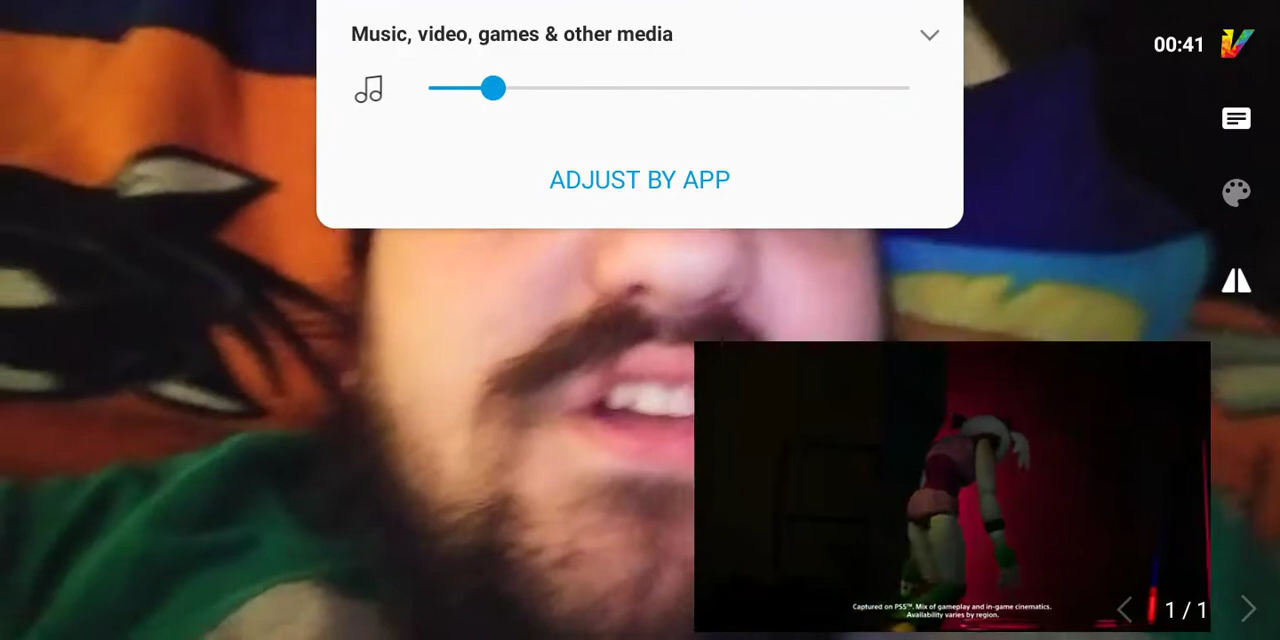 Music, video, games & other media
00:41
ADJUST BY APP
Captured on PS5™. Mix of gameplay and in-game cinematics.
Availability varies by region.
1 / 1